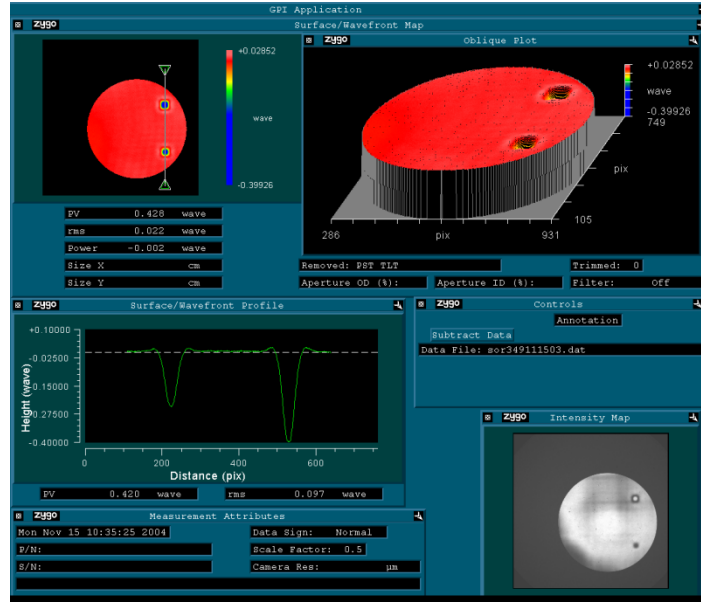 GPI Application
zygo Surface/Wavefront Map
+0.02852
wave
-0.39926
PV 0.428 wave
rms 0.022 wave
Power -0.002 wave
Size X cm
Size Y cm
zygo Oblique Plot
+0.02852
wave
-0.39926
749
pix
105
286 pix 931
Removed: PST TLT Trimmed: 0
Aperture OD (%): Aperture ID (%): Filter: Off
zygo Surface/Wavefront Profile
+0.10000
-0.02500
-0.15000
-0.27500
-0.40000
Height (wave)
0 200 400 600
Distance (pix)
PV 0.420 wave rms 0.097 wave
zygo Controls
Annotation
Subtract Data
Data File: sor349111503.dat
zygo Intensity Map
zygo Measurement Attributes
Mon Nov 15 10:35:25 2004 Data Sign: Normal
P/N: Scale Factor: 0.5
S/N: Camera Res: µm